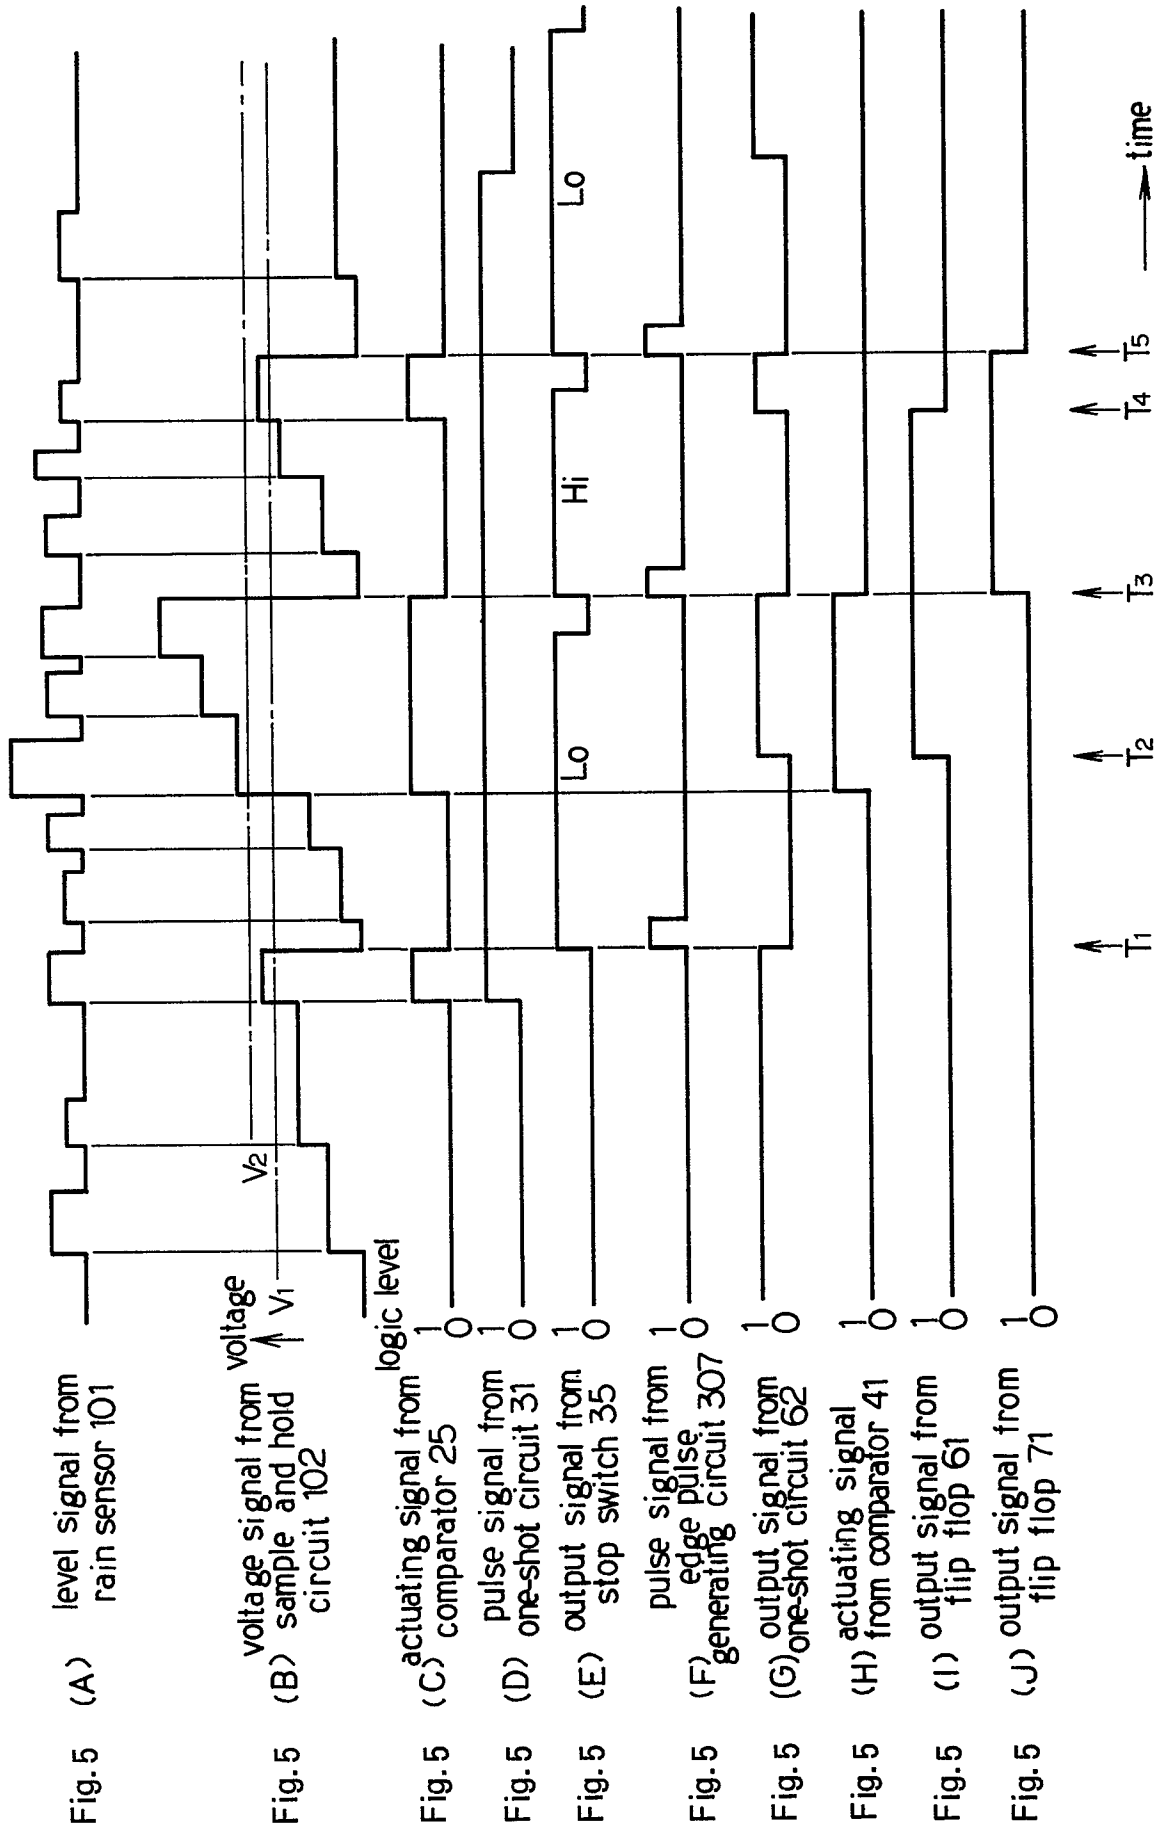 Fig. 5 (A) level signal from
rain sensor 101
Fig. 5 (B) voltage signal from
sample and hold
circuit 102
voltage
V1
V2
logic level
Fig. 5 (C) actuating signal from
comparator 25
1
0
Fig. 5 (D) pulse signal from
one-shot circuit 31
1
0
Fig. 5 (E) output signal from
stop switch 35
1
0
Lo
Hi
Lo
Fig. 5 (F) pulse signal from
edge pulse
generating circuit 307
1
0
Fig. 5 (G) output signal from
one-shot circuit 62
1
0
Fig. 5 (H) actuating signal
from comparator 41
1
0
Fig. 5 (I) output signal from
flip flop 61
1
0
Fig. 5 (J) output signal from
flip flop 71
1
0
T1
T2
T3
T4
T5
time